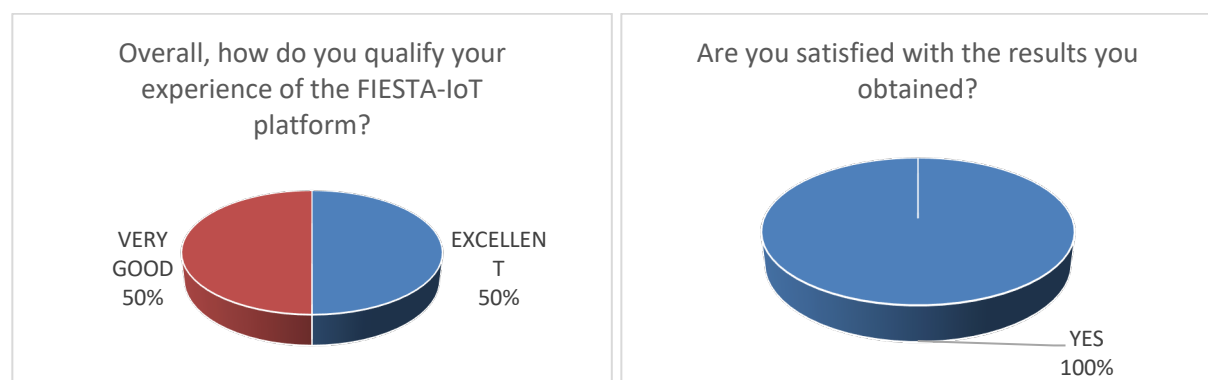 Overall, how do you qualify your
experience of the FIESTA-IoT
platform?
VERY
GOOD
50%
EXCELLEN
T
50%
Are you satisfied with the results you
obtained?
YES
100%